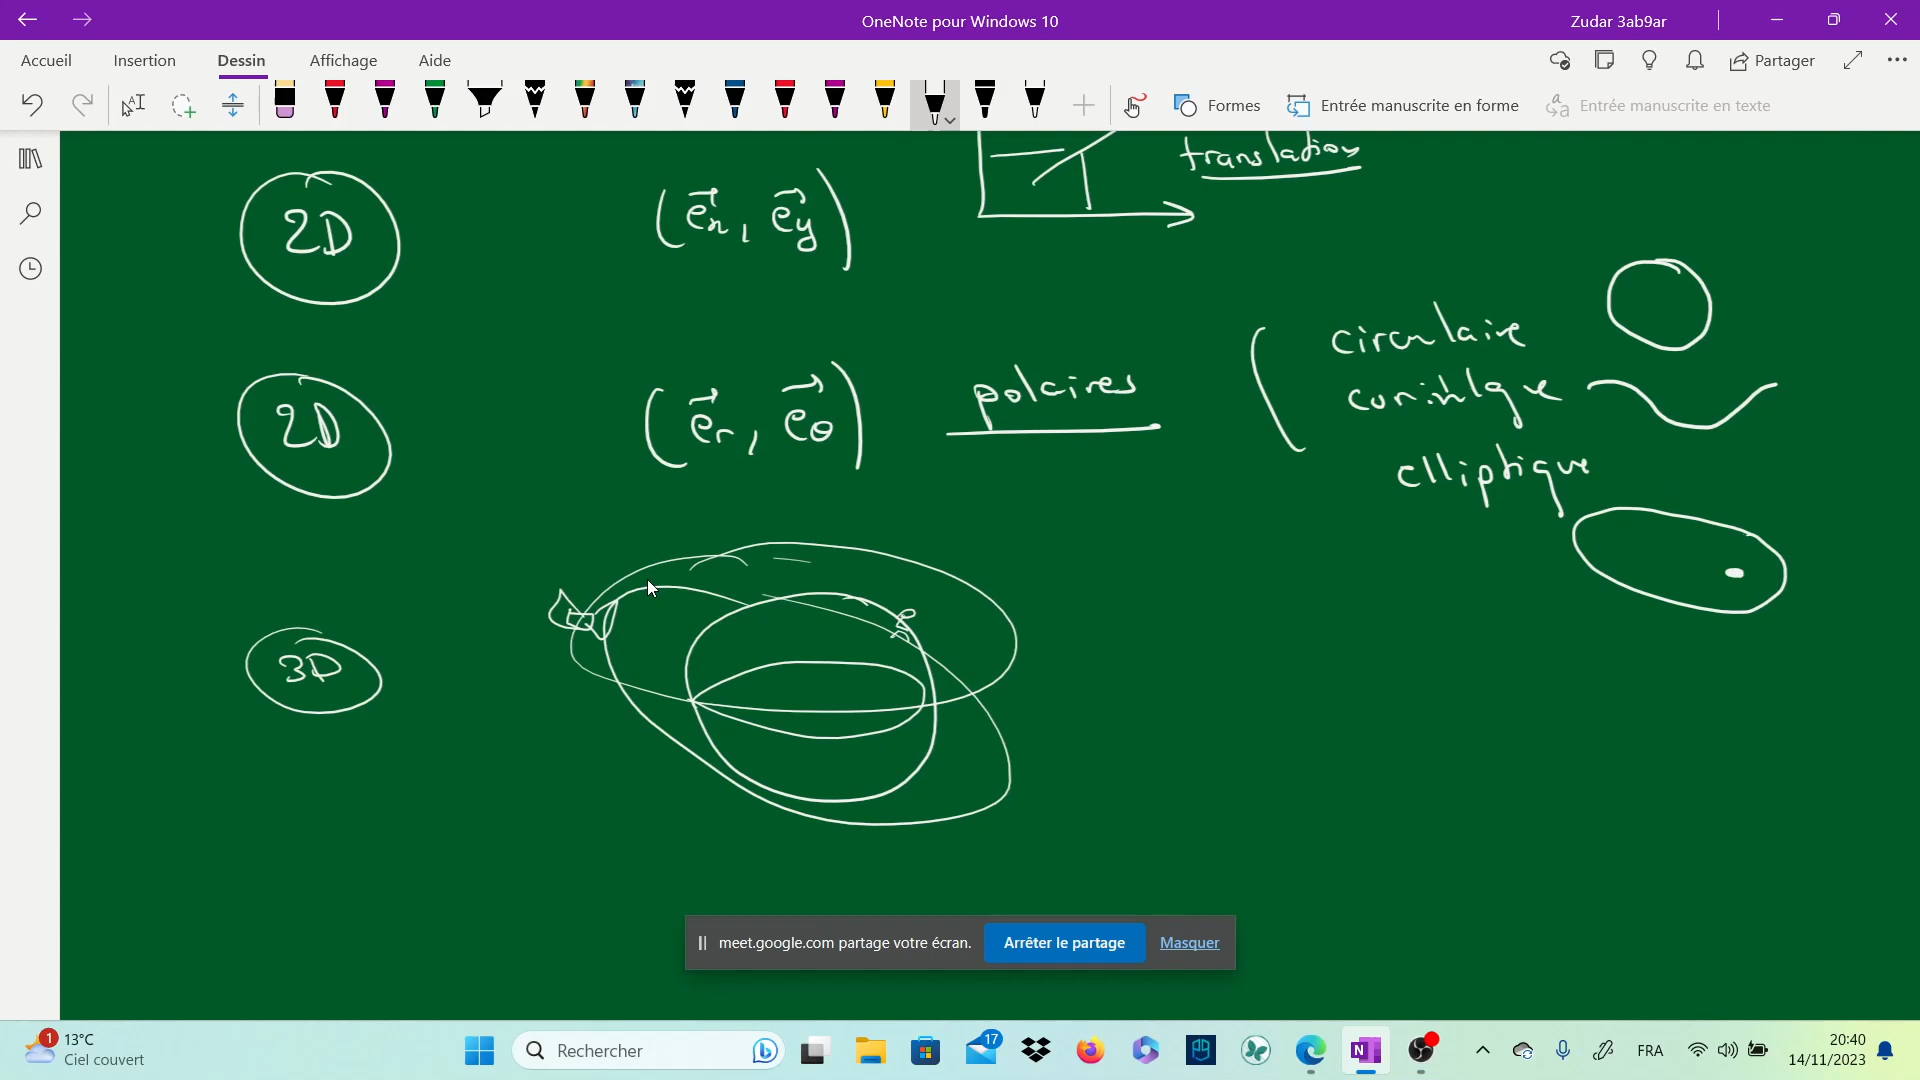 OneNote pour Windows 10
Zudar 3ab9ar
Accueil
Insertion
Dessin
Affichage
Aide
Partager
Formes
Entrée manuscrite en forme
Entrée manuscrite en texte
translation
2D
(e⃗x, e⃗y)
circulaire
2D
(e⃗r, e⃗θ)
polaires
curviligne
elliptique
3D
meet.google.com partage votre écran.
Arrêter le partage
Masquer
1
13°C
Ciel couvert
Rechercher
17
FRA
20:40
14/11/2023